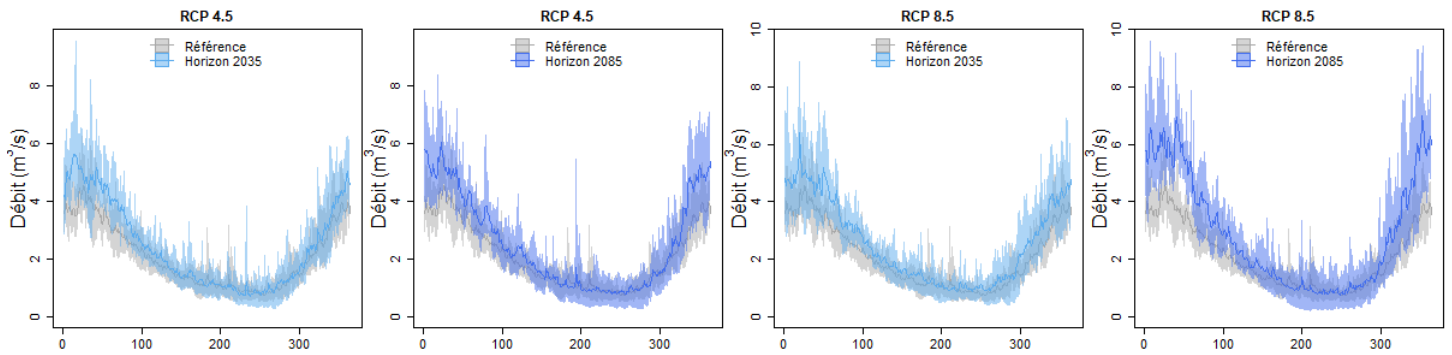 RCP 4.5
Référence
Horizon 2035
Débit (m³/s)
0 2 4 6 8
0 100 200 300
RCP 4.5
Référence
Horizon 2085
Débit (m³/s)
0 2 4 6 8
0 100 200 300
RCP 8.5
Référence
Horizon 2035
Débit (m³/s)
0 2 4 6 8 10
0 100 200 300
RCP 8.5
Référence
Horizon 2085
Débit (m³/s)
0 2 4 6 8 10
0 100 200 300